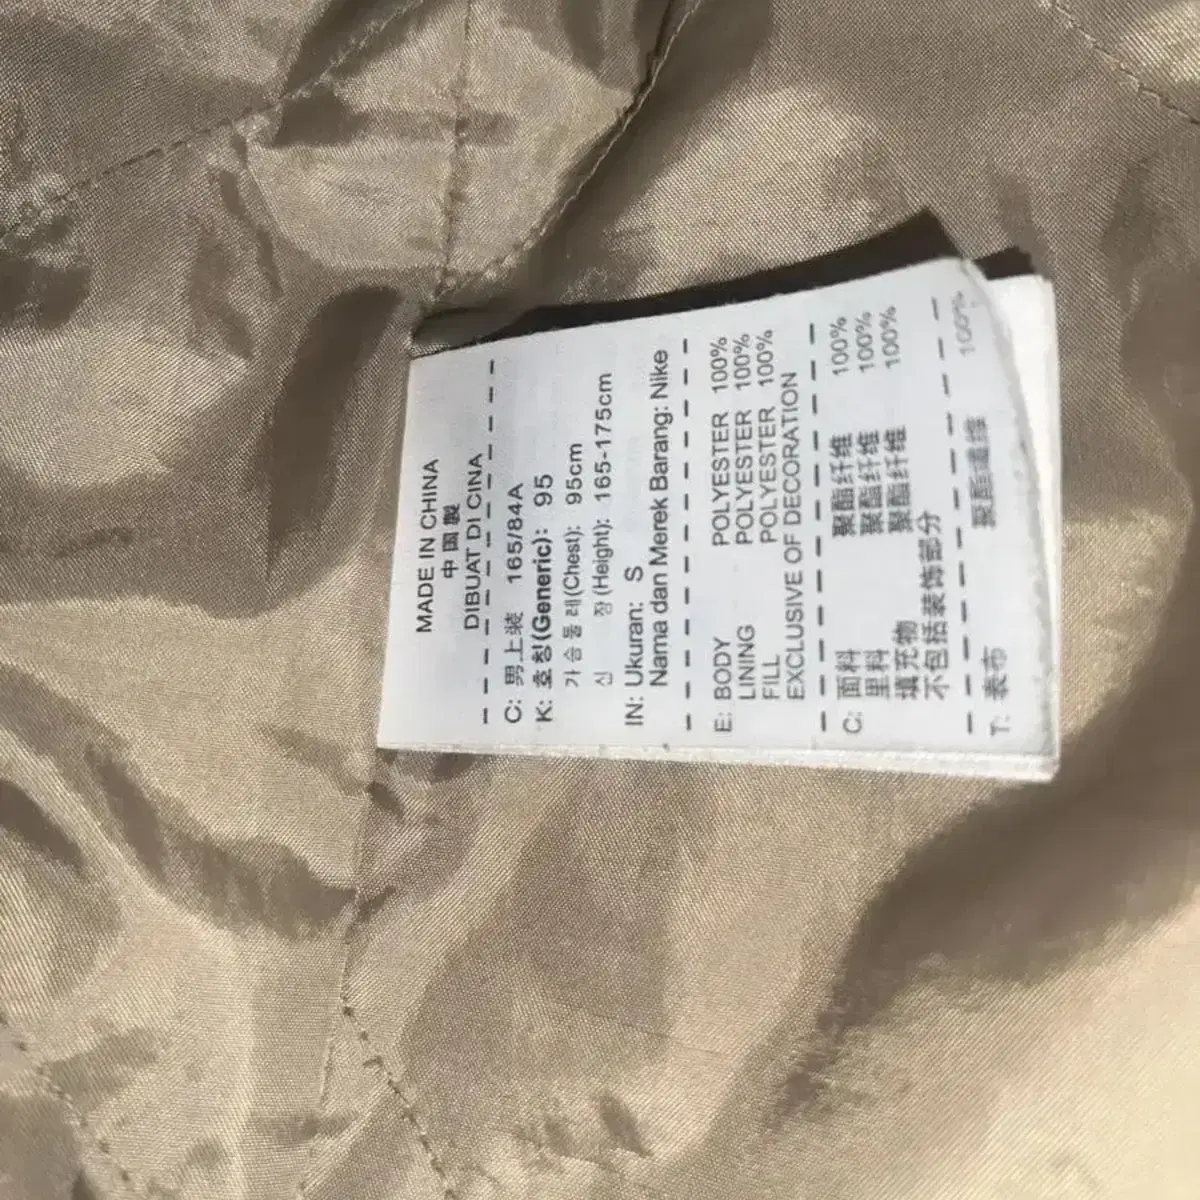 MADE IN CHINA
中国製
DIBUAT DI CINA
C: 男上装 165/84A
K: 호칭(Generic): 95
가슴둘레(Chest): 95cm
신 장(Height): 165-175cm
IN: Ukuran: S
Nama dan Merek Barang: Nike
E: BODY POLYESTER 100%
LINING POLYESTER 100%
FILL POLYESTER 100%
EXCLUSIVE OF DECORATION
C: 面料 聚酯纤维 100%
里料 聚酯纤维 100%
填充物 聚酯纤维 100%
不包括装饰部分
T: 表布 聚酯纖維 100%